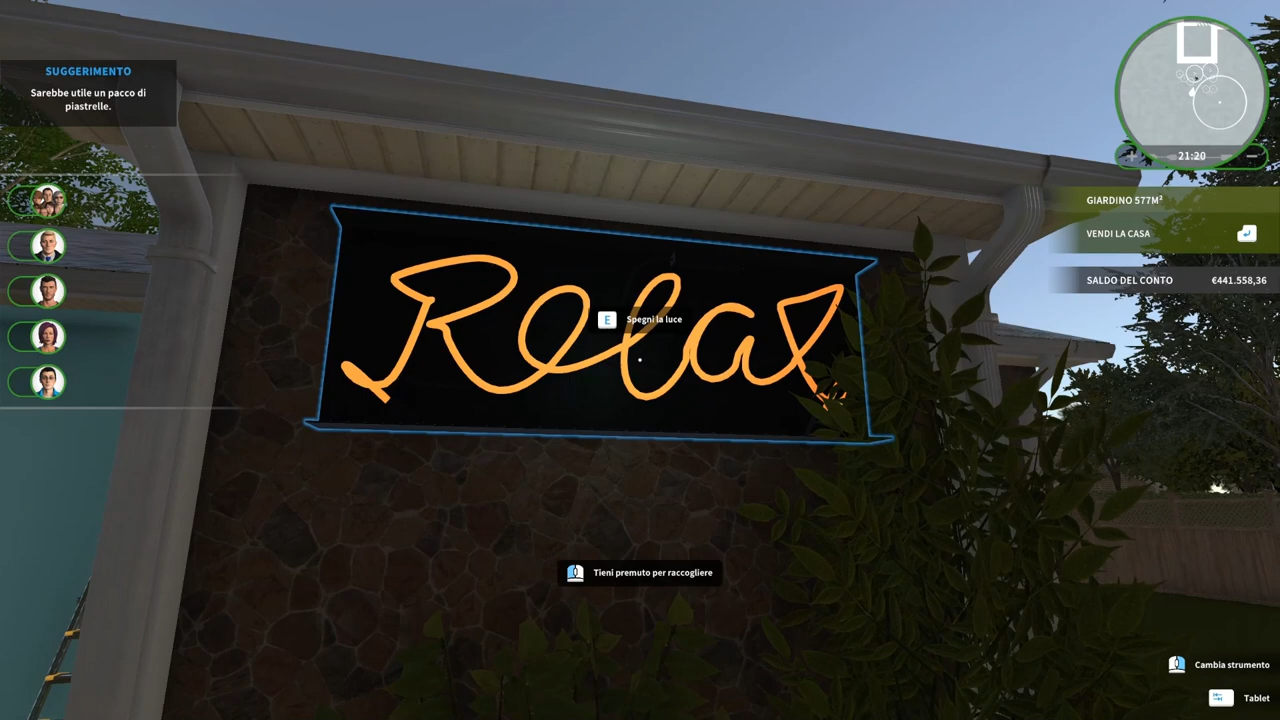 SUGGERIMENTO
Sarebbe utile un pacco di
piastrelle.
21:20
GIARDINO 577M²
VENDI LA CASA
SALDO DEL CONTO €441.558,36
Relax
E Spegni la luce
Tieni premuto per raccogliere
Cambia strumento
Tablet